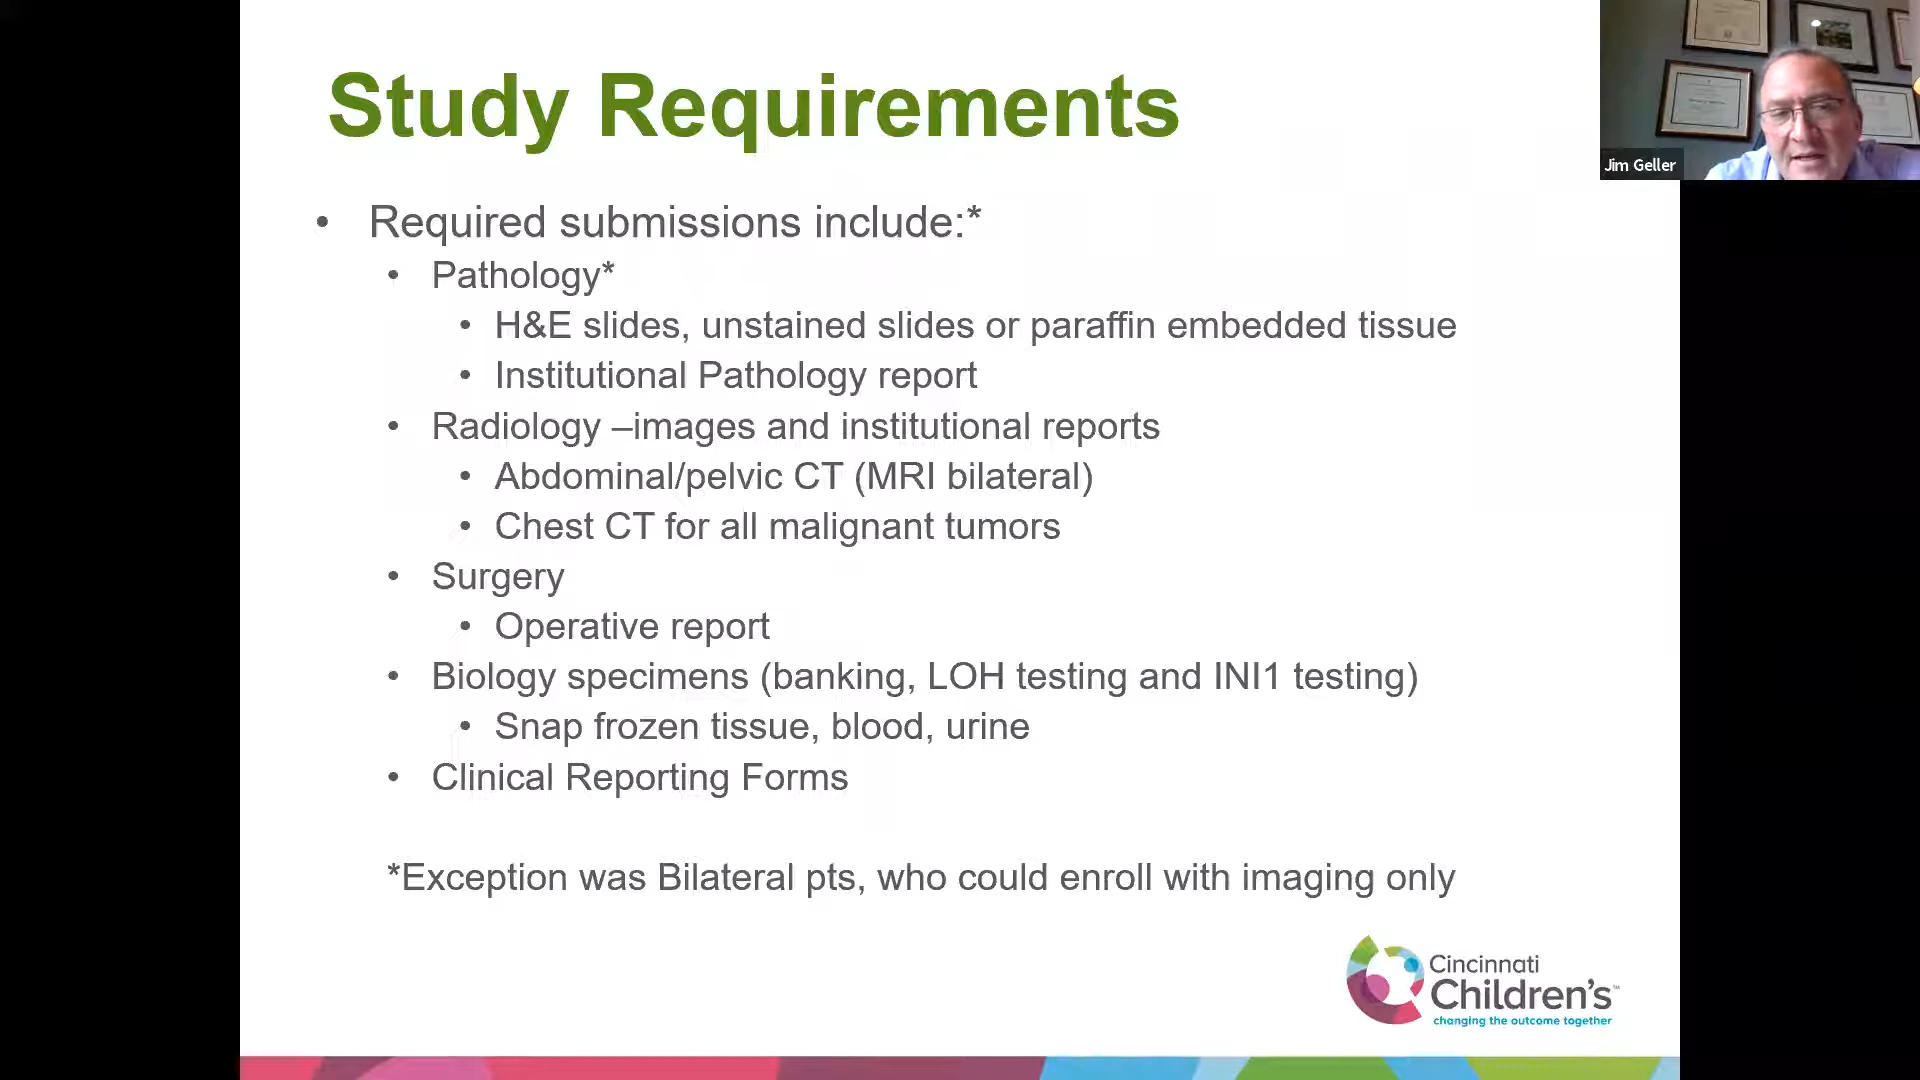 Study Requirements
Jim Geller
• Required submissions include:*
• Pathology*
• H&E slides, unstained slides or paraffin embedded tissue
• Institutional Pathology report
• Radiology –images and institutional reports
• Abdominal/pelvic CT (MRI bilateral)
• Chest CT for all malignant tumors
• Surgery
• Operative report
• Biology specimens (banking, LOH testing and INI1 testing)
• Snap frozen tissue, blood, urine
• Clinical Reporting Forms
*Exception was Bilateral pts, who could enroll with imaging only
Cincinnati
Children's™
changing the outcome together